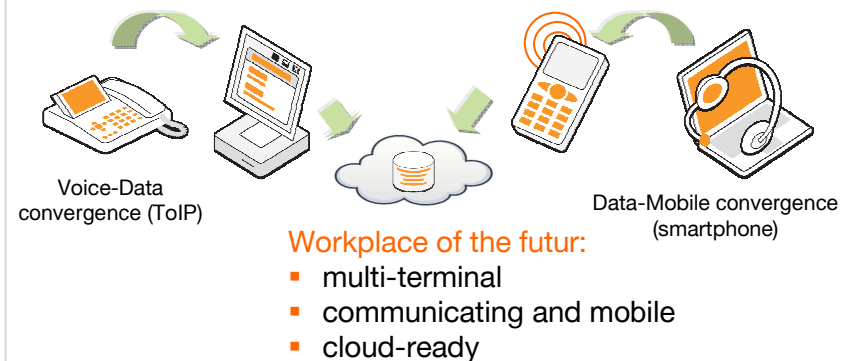 Voice-Data
convergence (ToIP)
Data-Mobile convergence
(smartphone)
Workplace of the futur:
▪ multi-terminal
▪ communicating and mobile
▪ cloud-ready